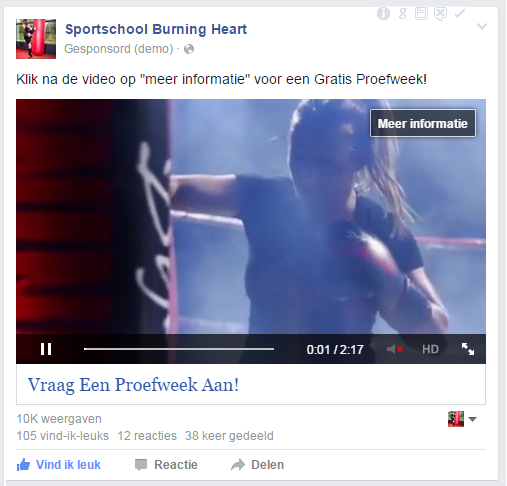 Sportschool Burning Heart
Gesponsord (demo) ·
Klik na de video op "meer informatie" voor een Gratis Proefweek!
Meer informatie
0:01 / 2:17 HD
Vraag Een Proefweek Aan!
10K weergaven
105 vind-ik-leuks 12 reacties 38 keer gedeeld
Vind ik leuk Reactie Delen